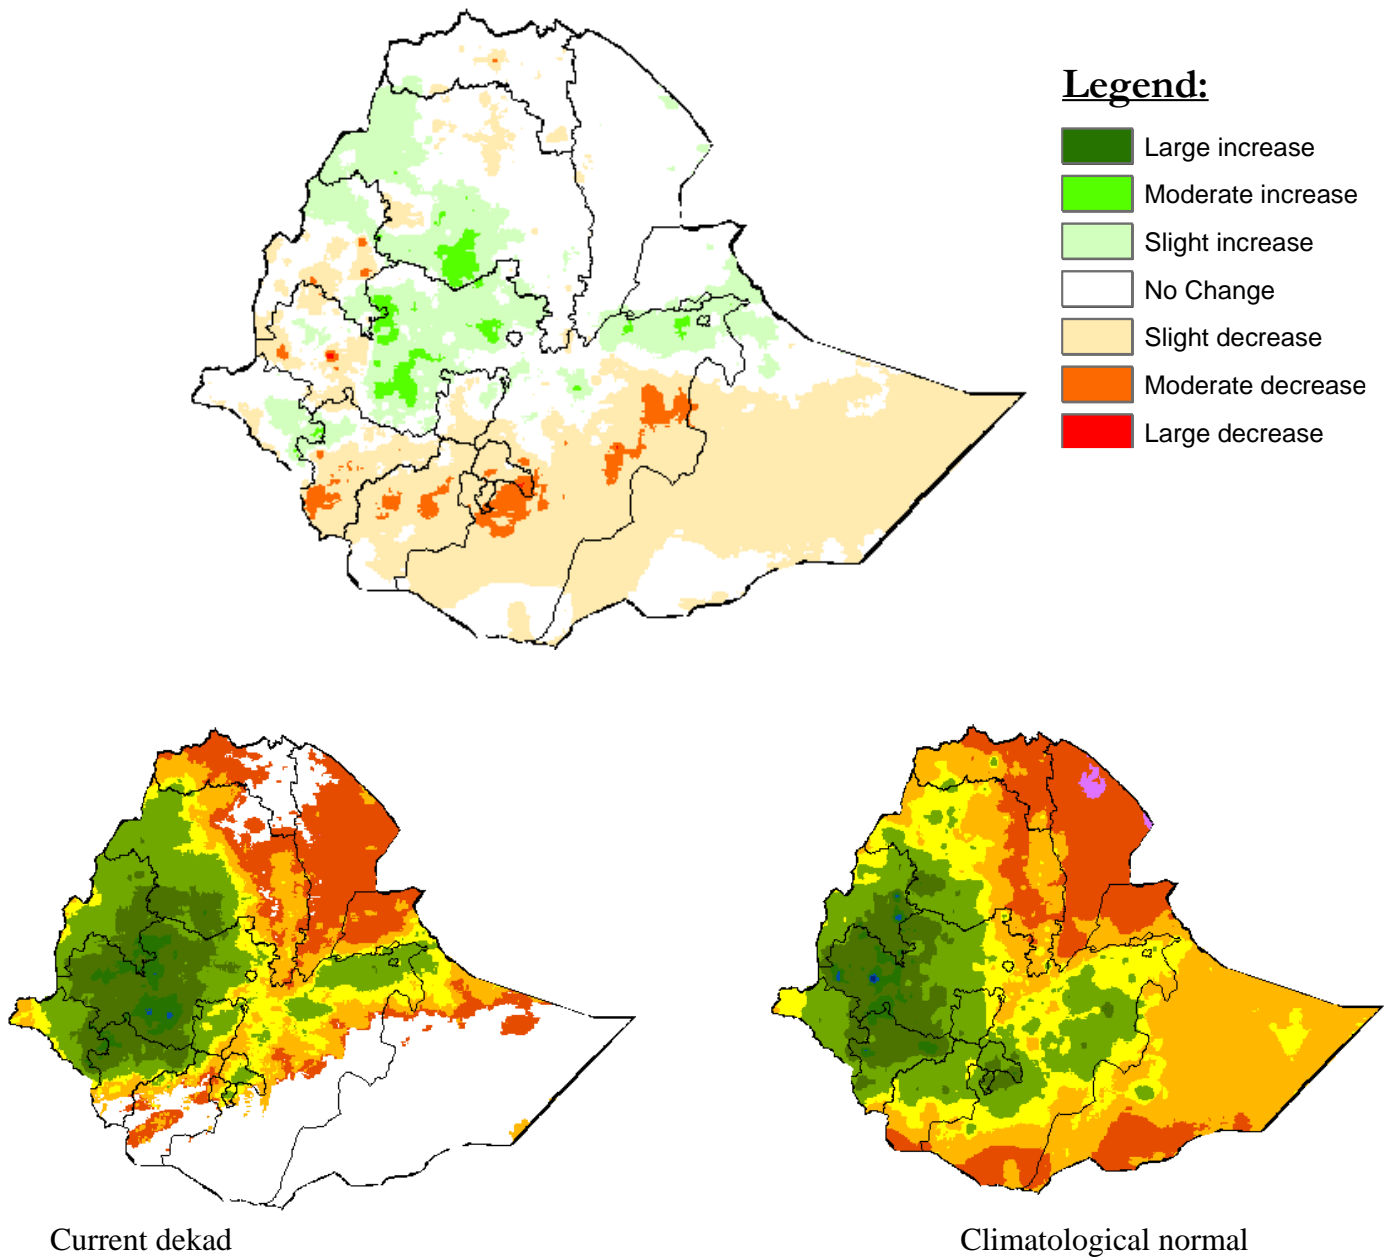 Legend:
Large increase
Moderate increase
Slight increase
No Change
Slight decrease
Moderate decrease
Large decrease
Current dekad
Climatological normal